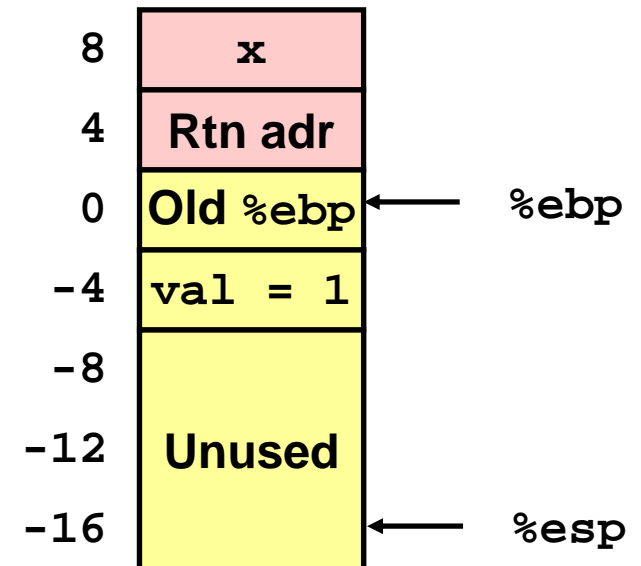 8 x
4 Rtn adr
0 Old %ebp %ebp
-4 val = 1
-8
-12 Unused
-16 %esp